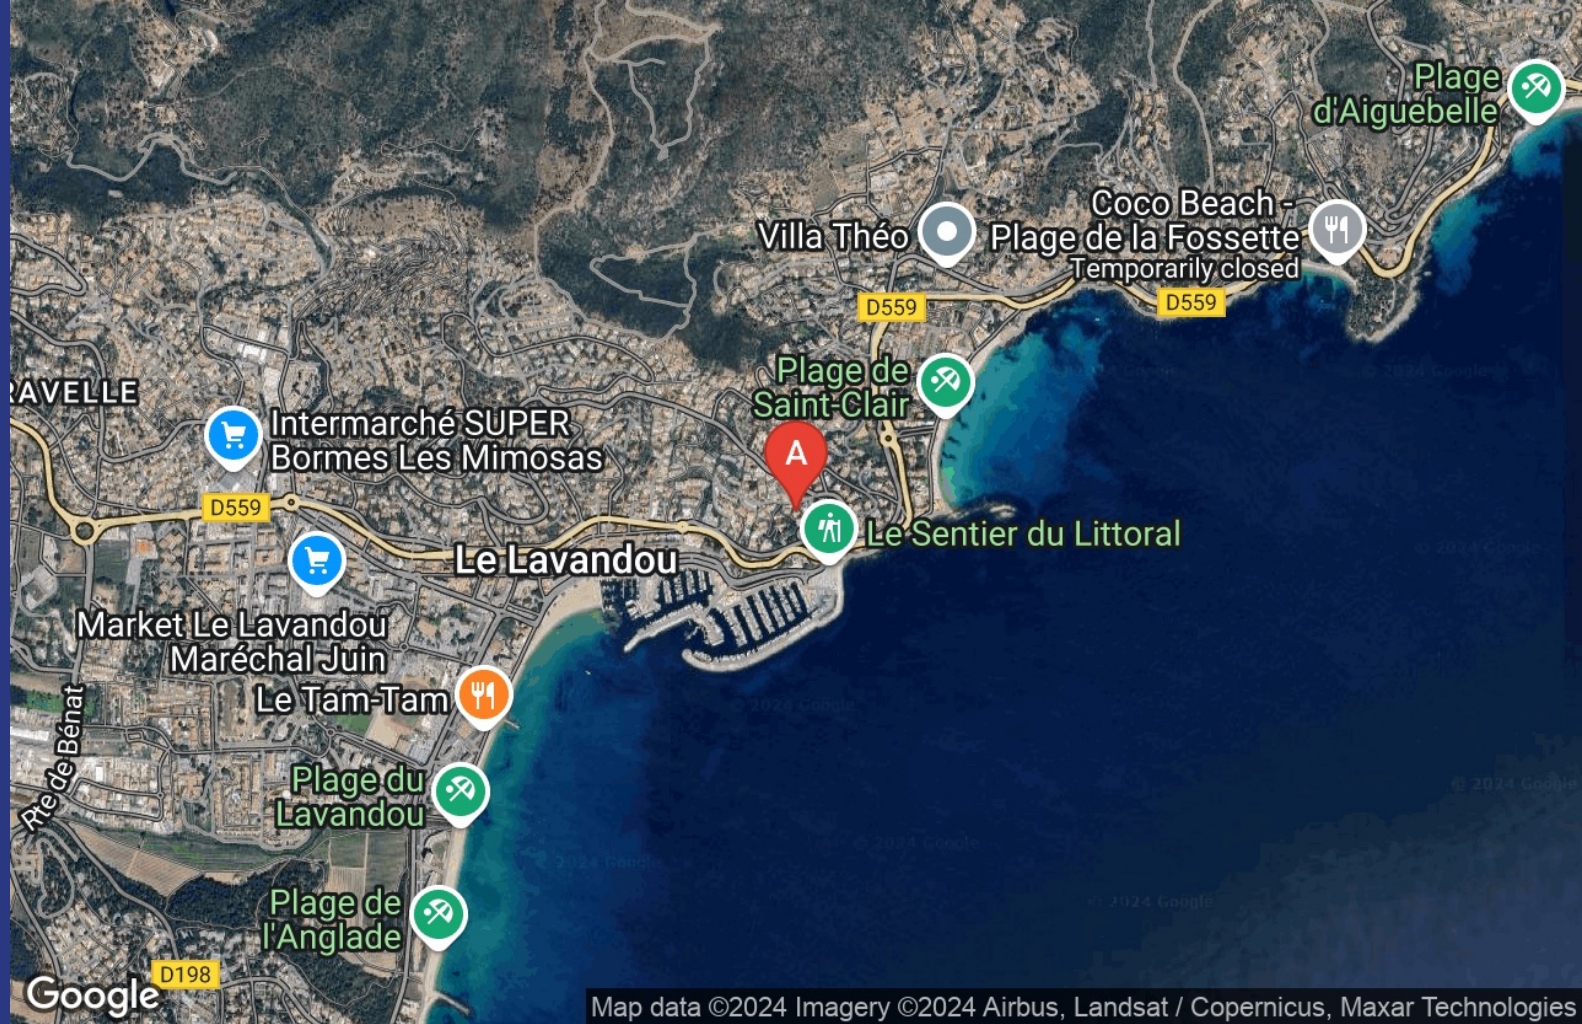 Plage
d'Aiguebelle
Coco Beach -
Plage de la Fossette
Temporarily closed
Villa Théo
D559
D559
Plage de
Saint-Clair
RAVELLE
A
Intermarché SUPER
Bormes Les Mimosas
D559
Le Sentier du Littoral
Le Lavandou
Market Le Lavandou
Maréchal Juin
Le Tam-Tam
Rte de Bénat
Plage du
Lavandou
Plage de
l'Anglade
D198
Google
Map data ©2024 Imagery ©2024 Airbus, Landsat / Copernicus, Maxar Technologies